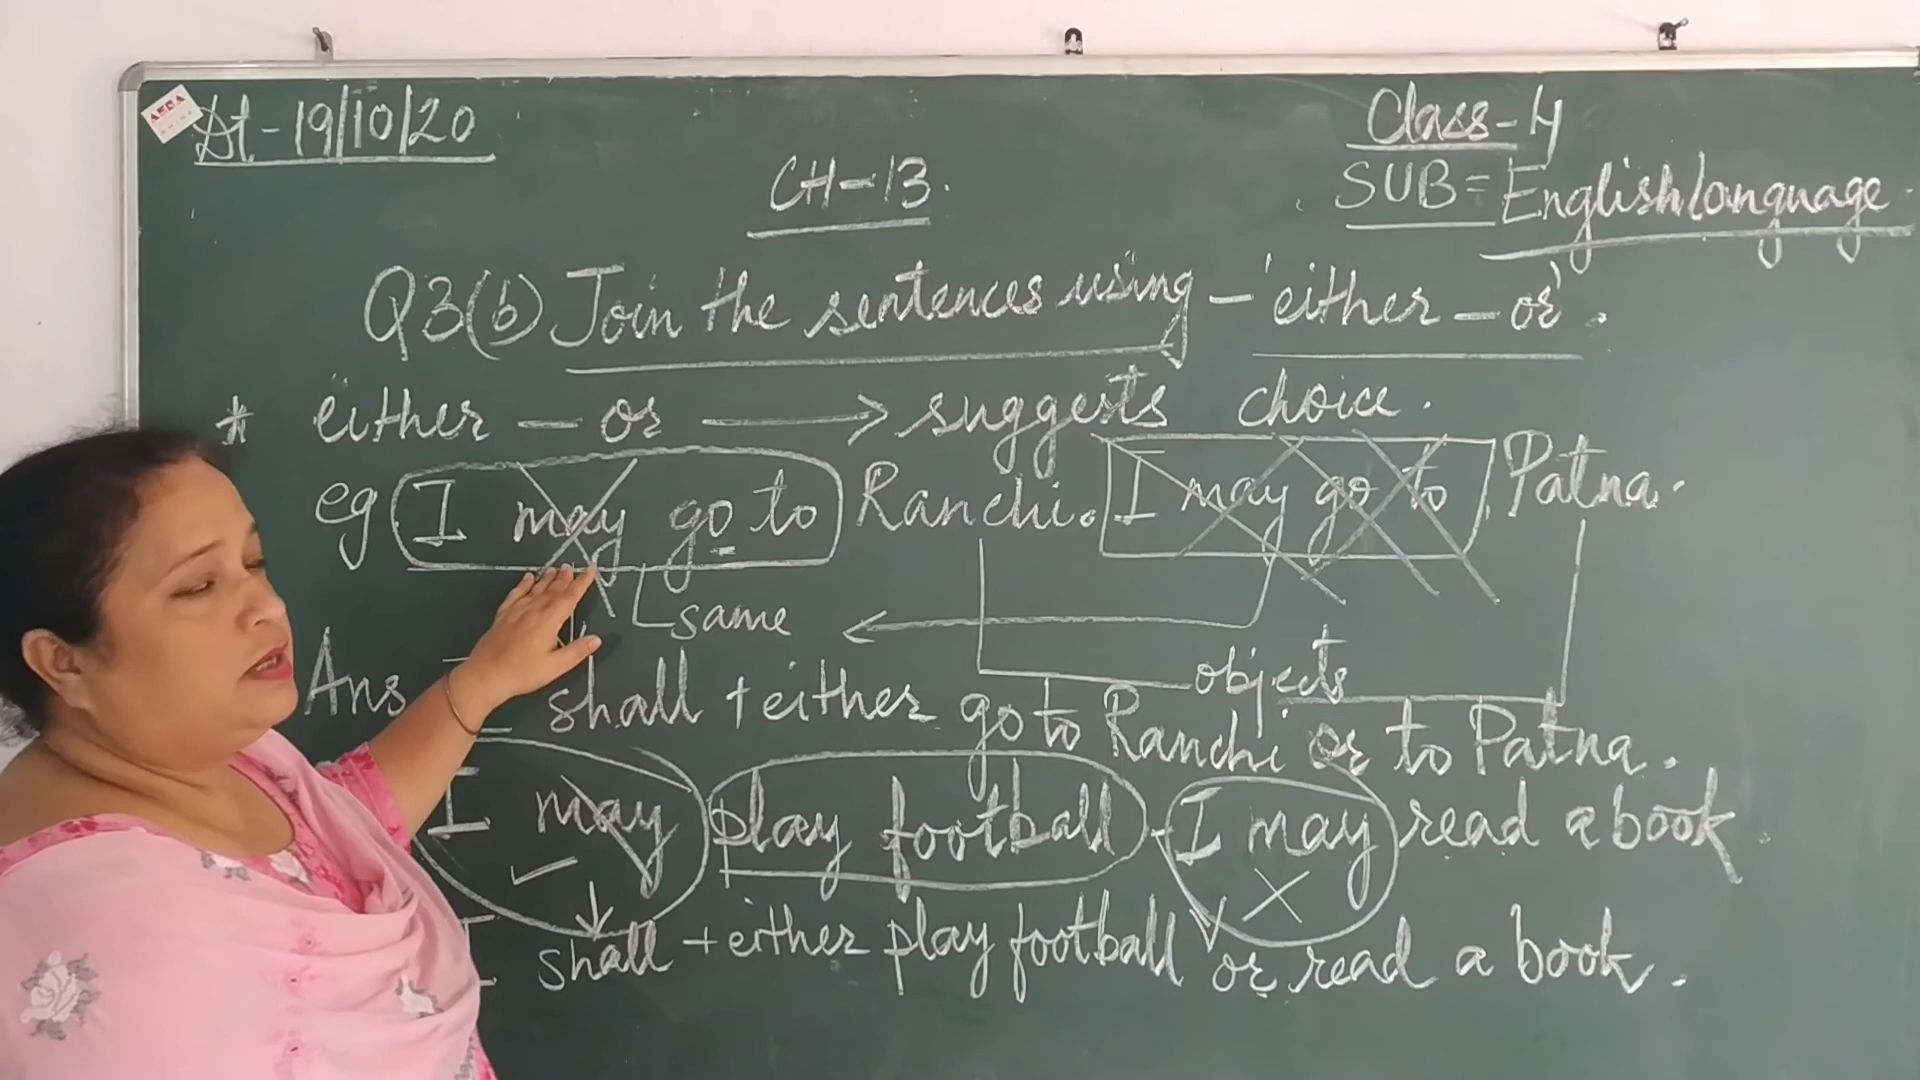 Dt - 19/10/20
Class - 4
CH - 13.
SUB = English language.
Q3(b) Join the sentences using - 'either - or'.
* either - or → suggests choice.
eg I may go to Ranchi. I may go to Patna.
same
objects
Ans I shall + either go to Ranchi or to Patna.
I may play football. I may read a book.
I shall + either play football or read a book.